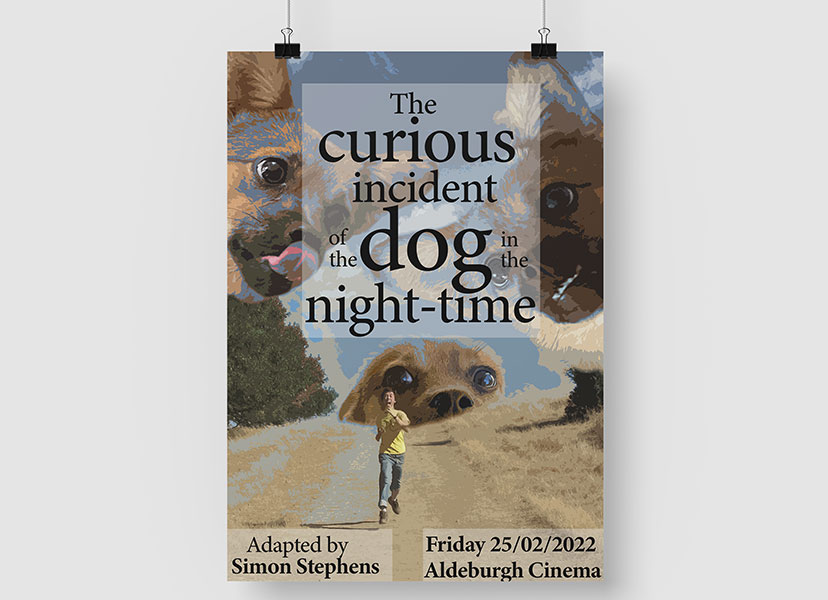 The
curious
incident
of the dog in the
night-time
Adapted by
Simon Stephens
Friday 25/02/2022
Aldeburgh Cinema